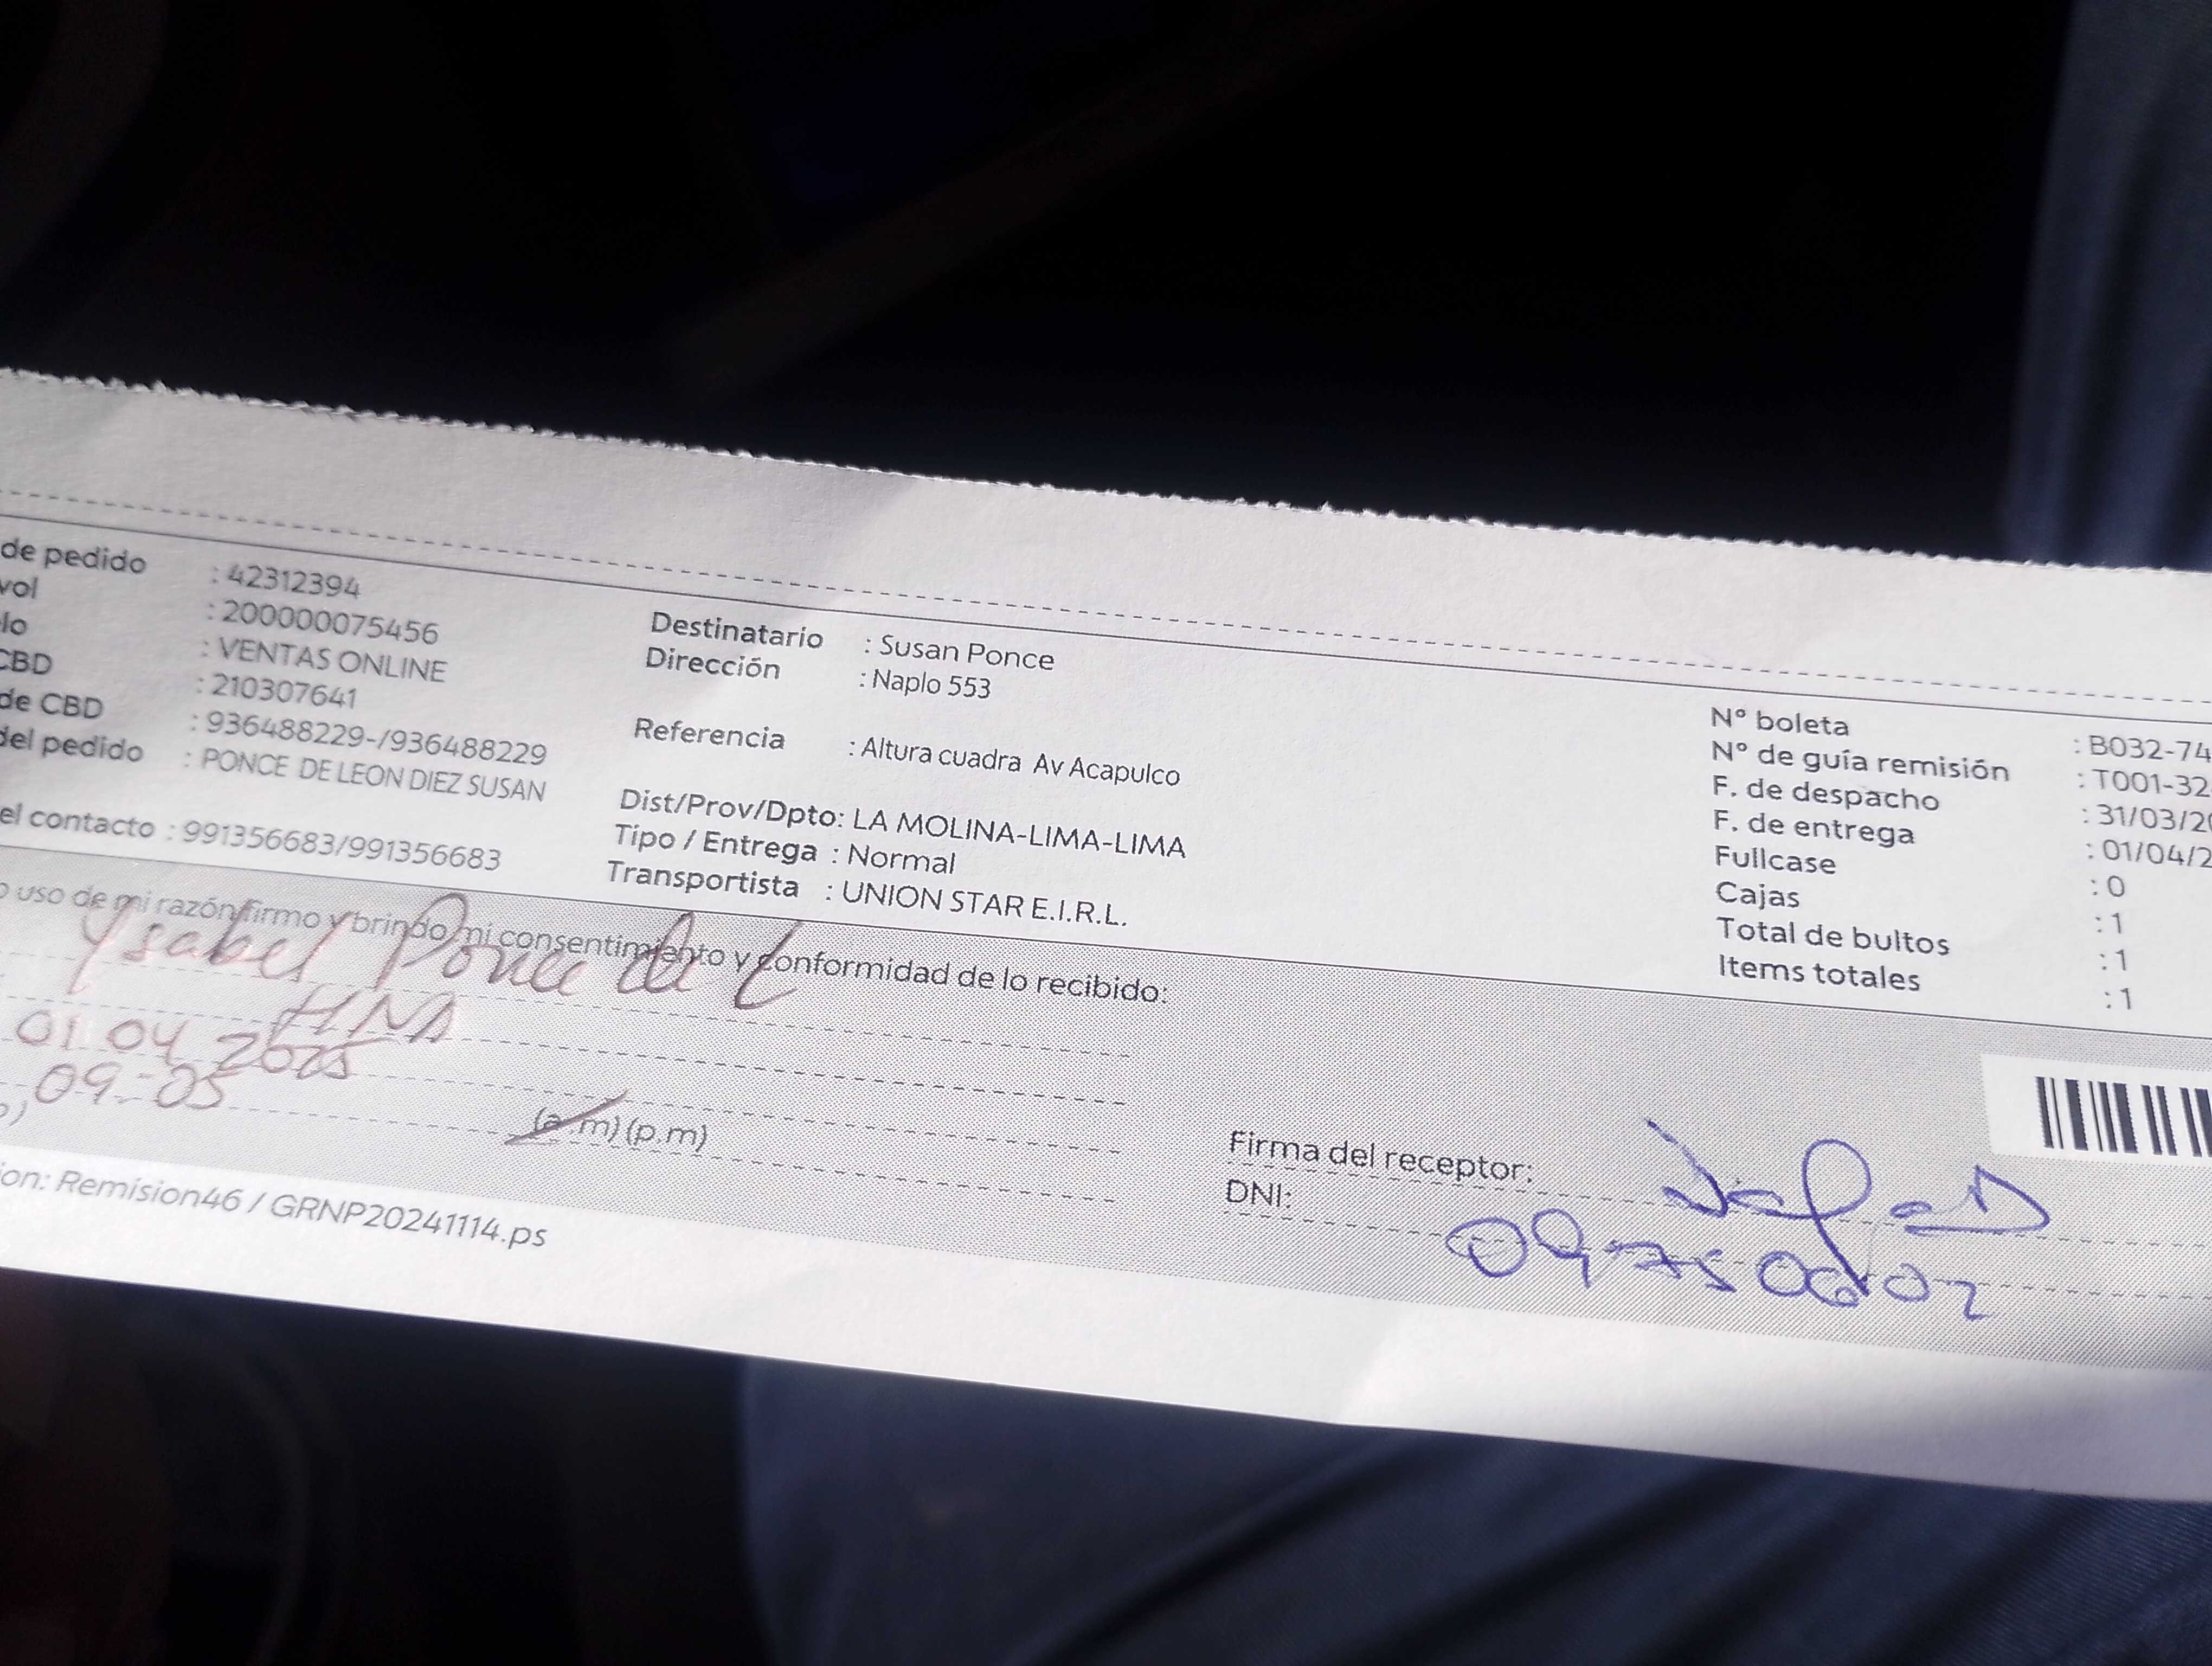 de pedido : 42312394
vol : 200000075456
lo : VENTAS ONLINE
CBD : 210307641
de CBD : 936488229-/936488229
del pedido : PONCE DE LEON DIEZ SUSAN
el contacto : 991356683/991356683
Destinatario : Susan Ponce
Dirección : Naplo 553
Referencia : Altura cuadra Av Acapulco
Dist/Prov/Dpto: LA MOLINA-LIMA-LIMA
Tipo / Entrega : Normal
Transportista : UNION STAR E.I.R.L.
N° boleta : B032-74
N° de guía remisión : T001-32
F. de despacho : 31/03/20
F. de entrega : 01/04/2
Fullcase : 0
Cajas : 1
Total de bultos : 1
Items totales : 1
o uso de mi razón firmo y brindo mi consentimiento y conformidad de lo recibido:
Ysabel Ponce de L
HNA
01 04 2025
09:05
(a.m) (p.m)
Firma del receptor:
DNI: 09750602
ion: Remision46 / GRNP20241114.ps